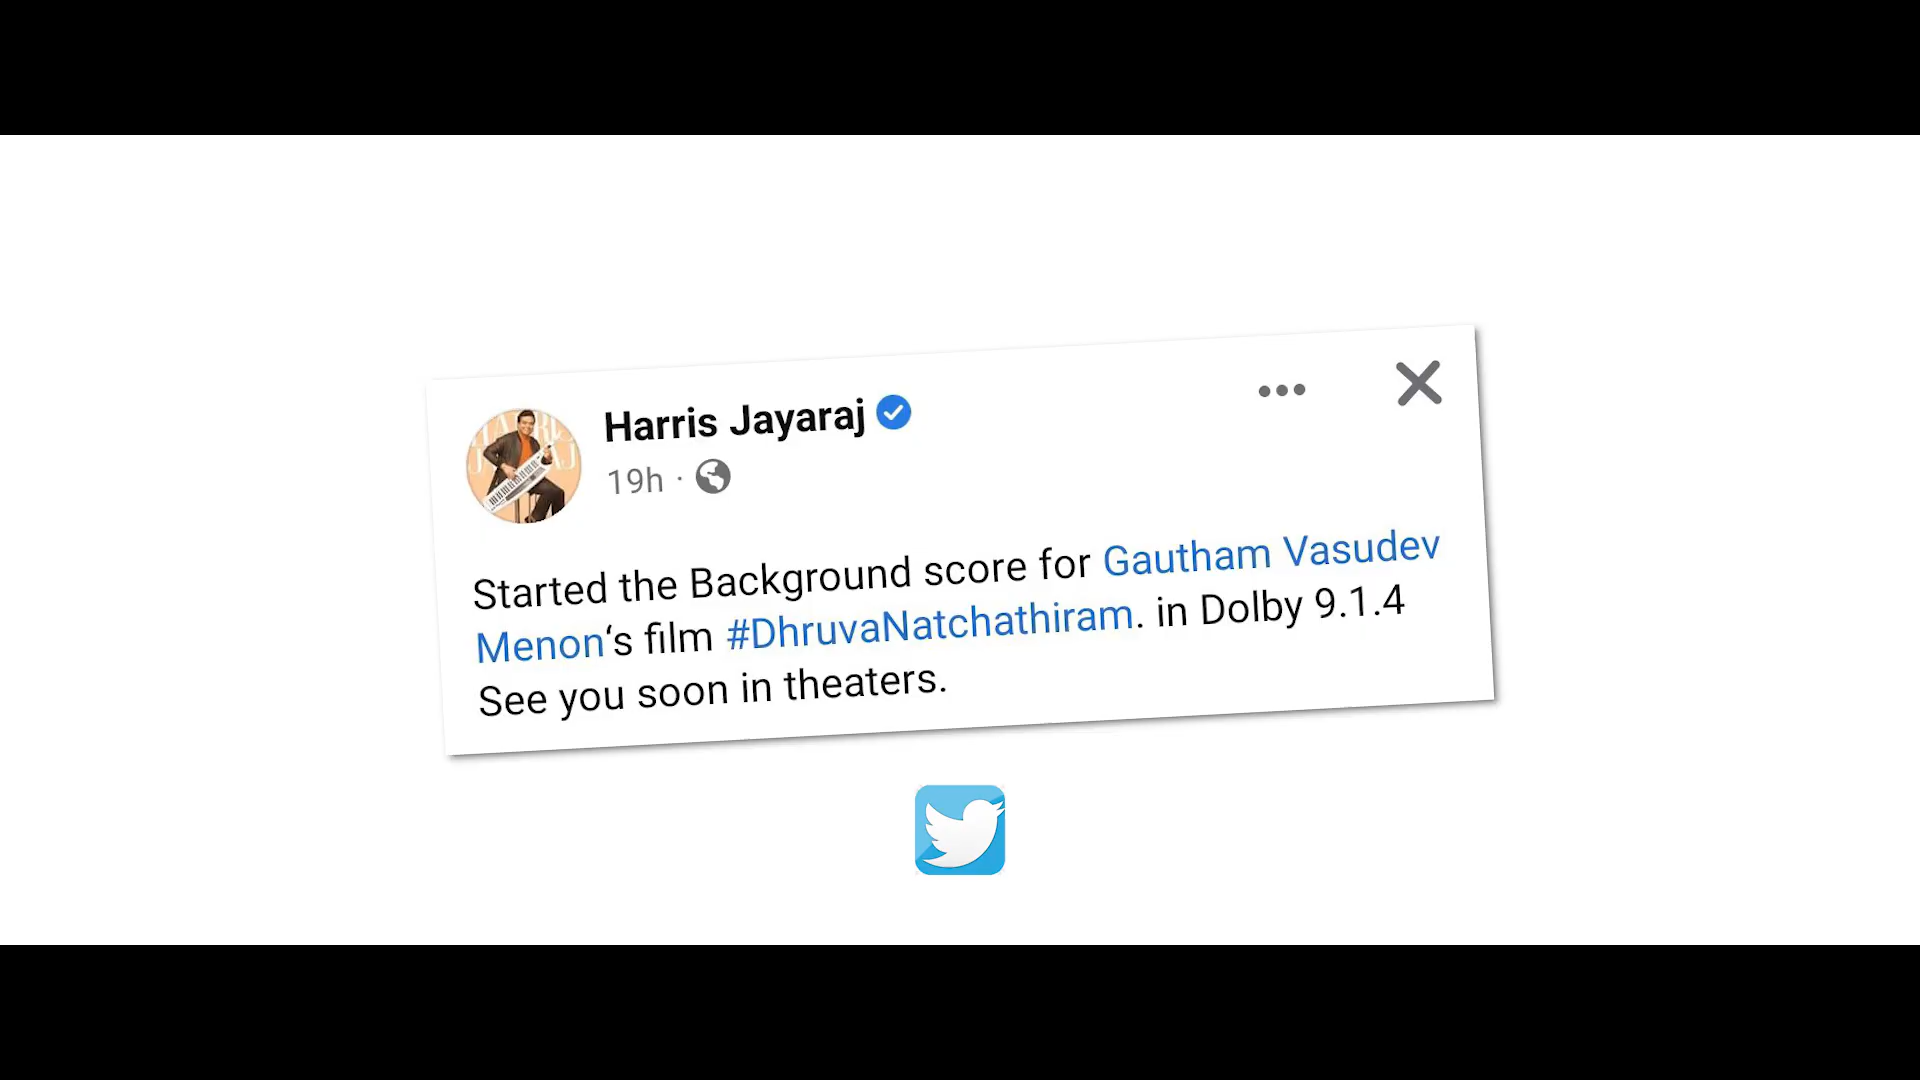 Harris Jayaraj
19h ·
Started the Background score for Gautham Vasudev
Menon‘s film #DhruvaNatchathiram. in Dolby 9.1.4
See you soon in theaters.